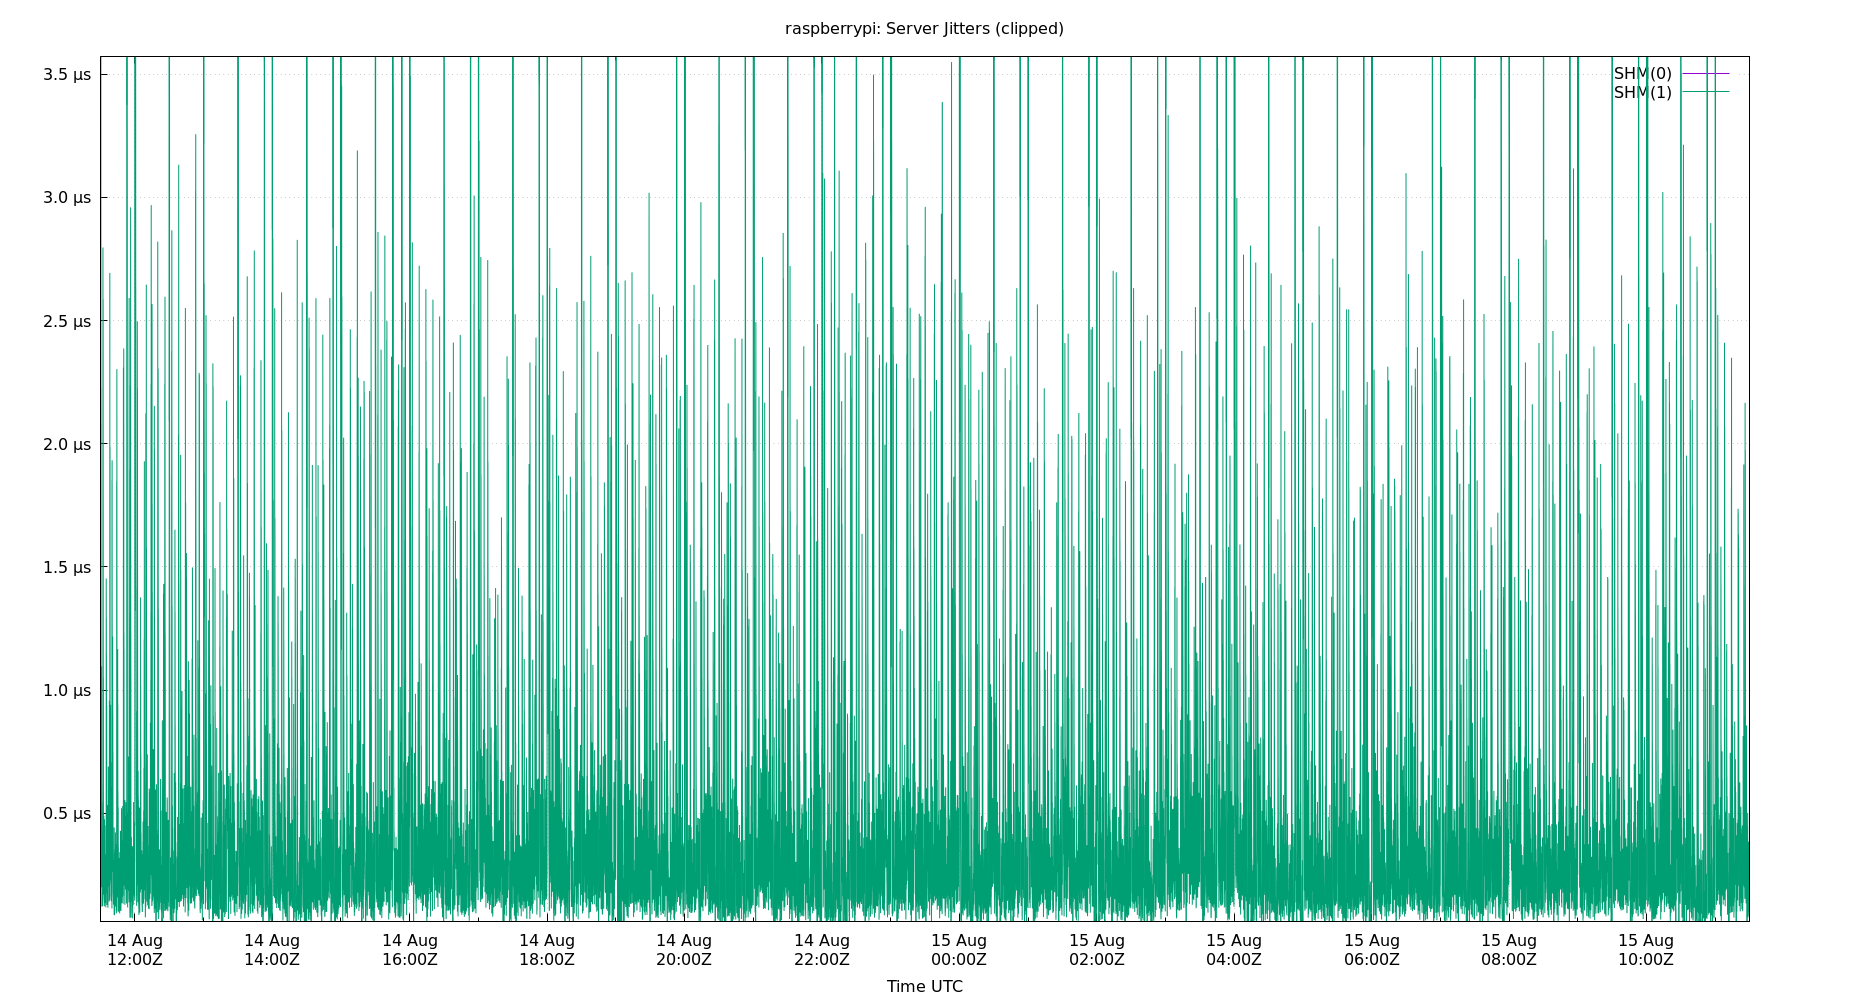 raspberrypi: Server Jitters (clipped)
3.5 µs
3.0 µs
2.5 µs
2.0 µs
1.5 µs
1.0 µs
0.5 µs
SHM(0)
SHM(1)
14 Aug 14 Aug 14 Aug 14 Aug 14 Aug 14 Aug 15 Aug 15 Aug 15 Aug 15 Aug 15 Aug 15 Aug
12:00Z 14:00Z 16:00Z 18:00Z 20:00Z 22:00Z 00:00Z 02:00Z 04:00Z 06:00Z 08:00Z 10:00Z
Time UTC